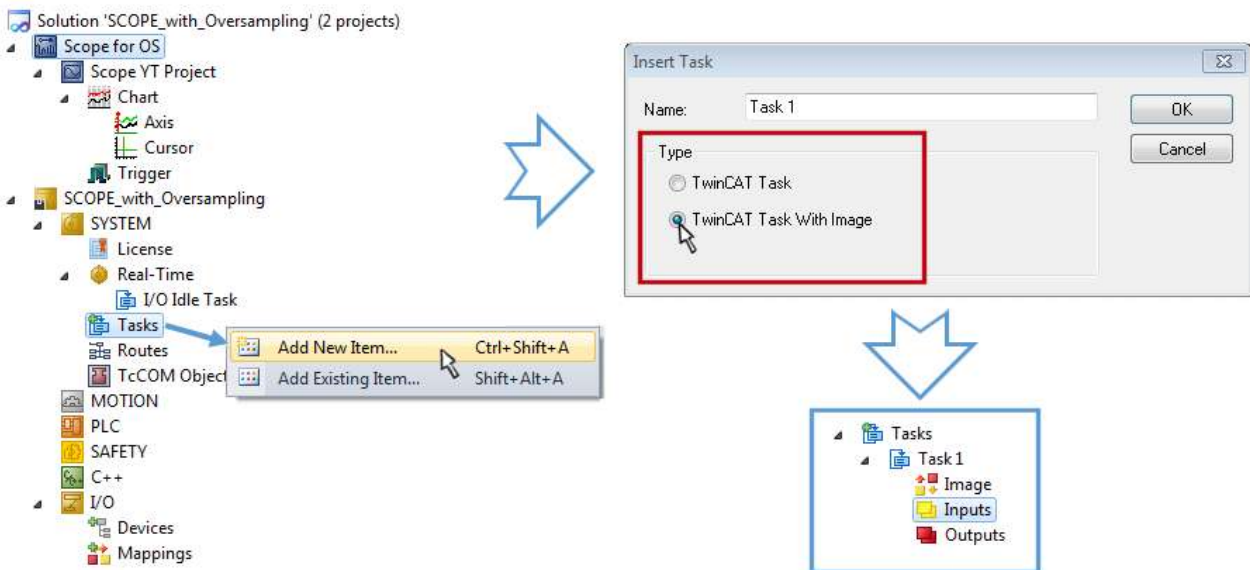 Solution 'SCOPE_with_Oversampling' (2 projects)
Scope for OS
Scope YT Project
Chart
Axis
Cursor
Trigger
SCOPE_with_Oversampling
SYSTEM
License
Real-Time
I/O Idle Task
Tasks
Routes
TcCOM Object
MOTION
PLC
SAFETY
C++
I/O
Devices
Mappings
Add New Item... Ctrl+Shift+A
Add Existing Item... Shift+Alt+A
Insert Task
Name: Task 1
OK
Cancel
Type
TwinCAT Task
TwinCAT Task With Image
Tasks
Task 1
Image
Inputs
Outputs